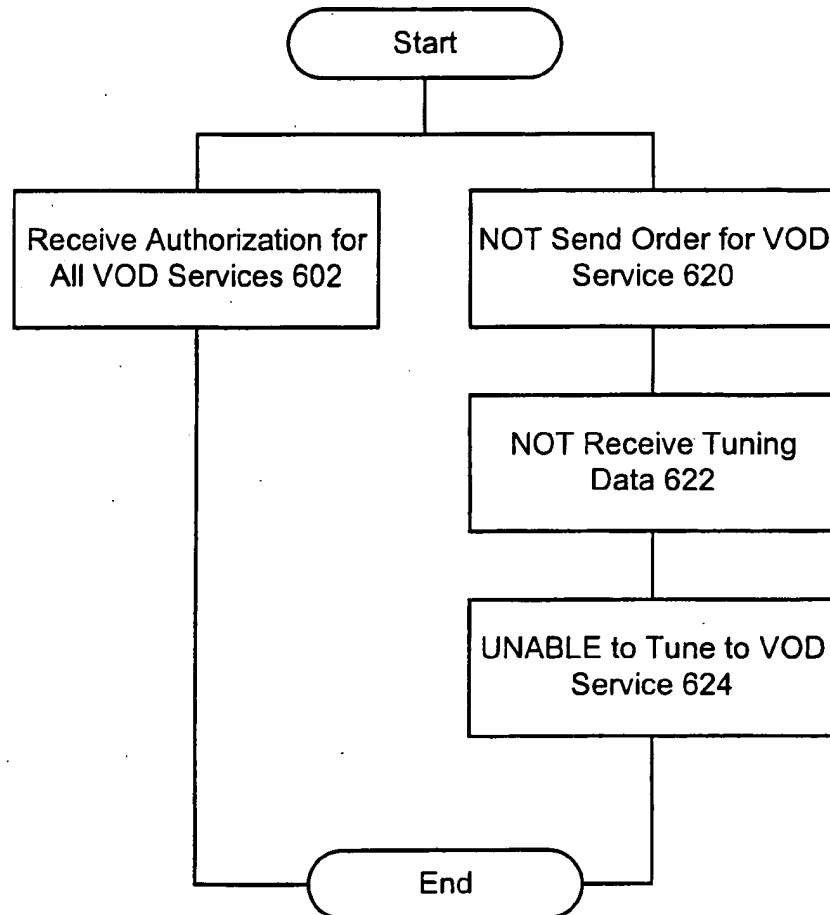 Start
Receive Authorization for
All VOD Services 602
NOT Send Order for VOD
Service 620
NOT Receive Tuning
Data 622
UNABLE to Tune to VOD
Service 624
End